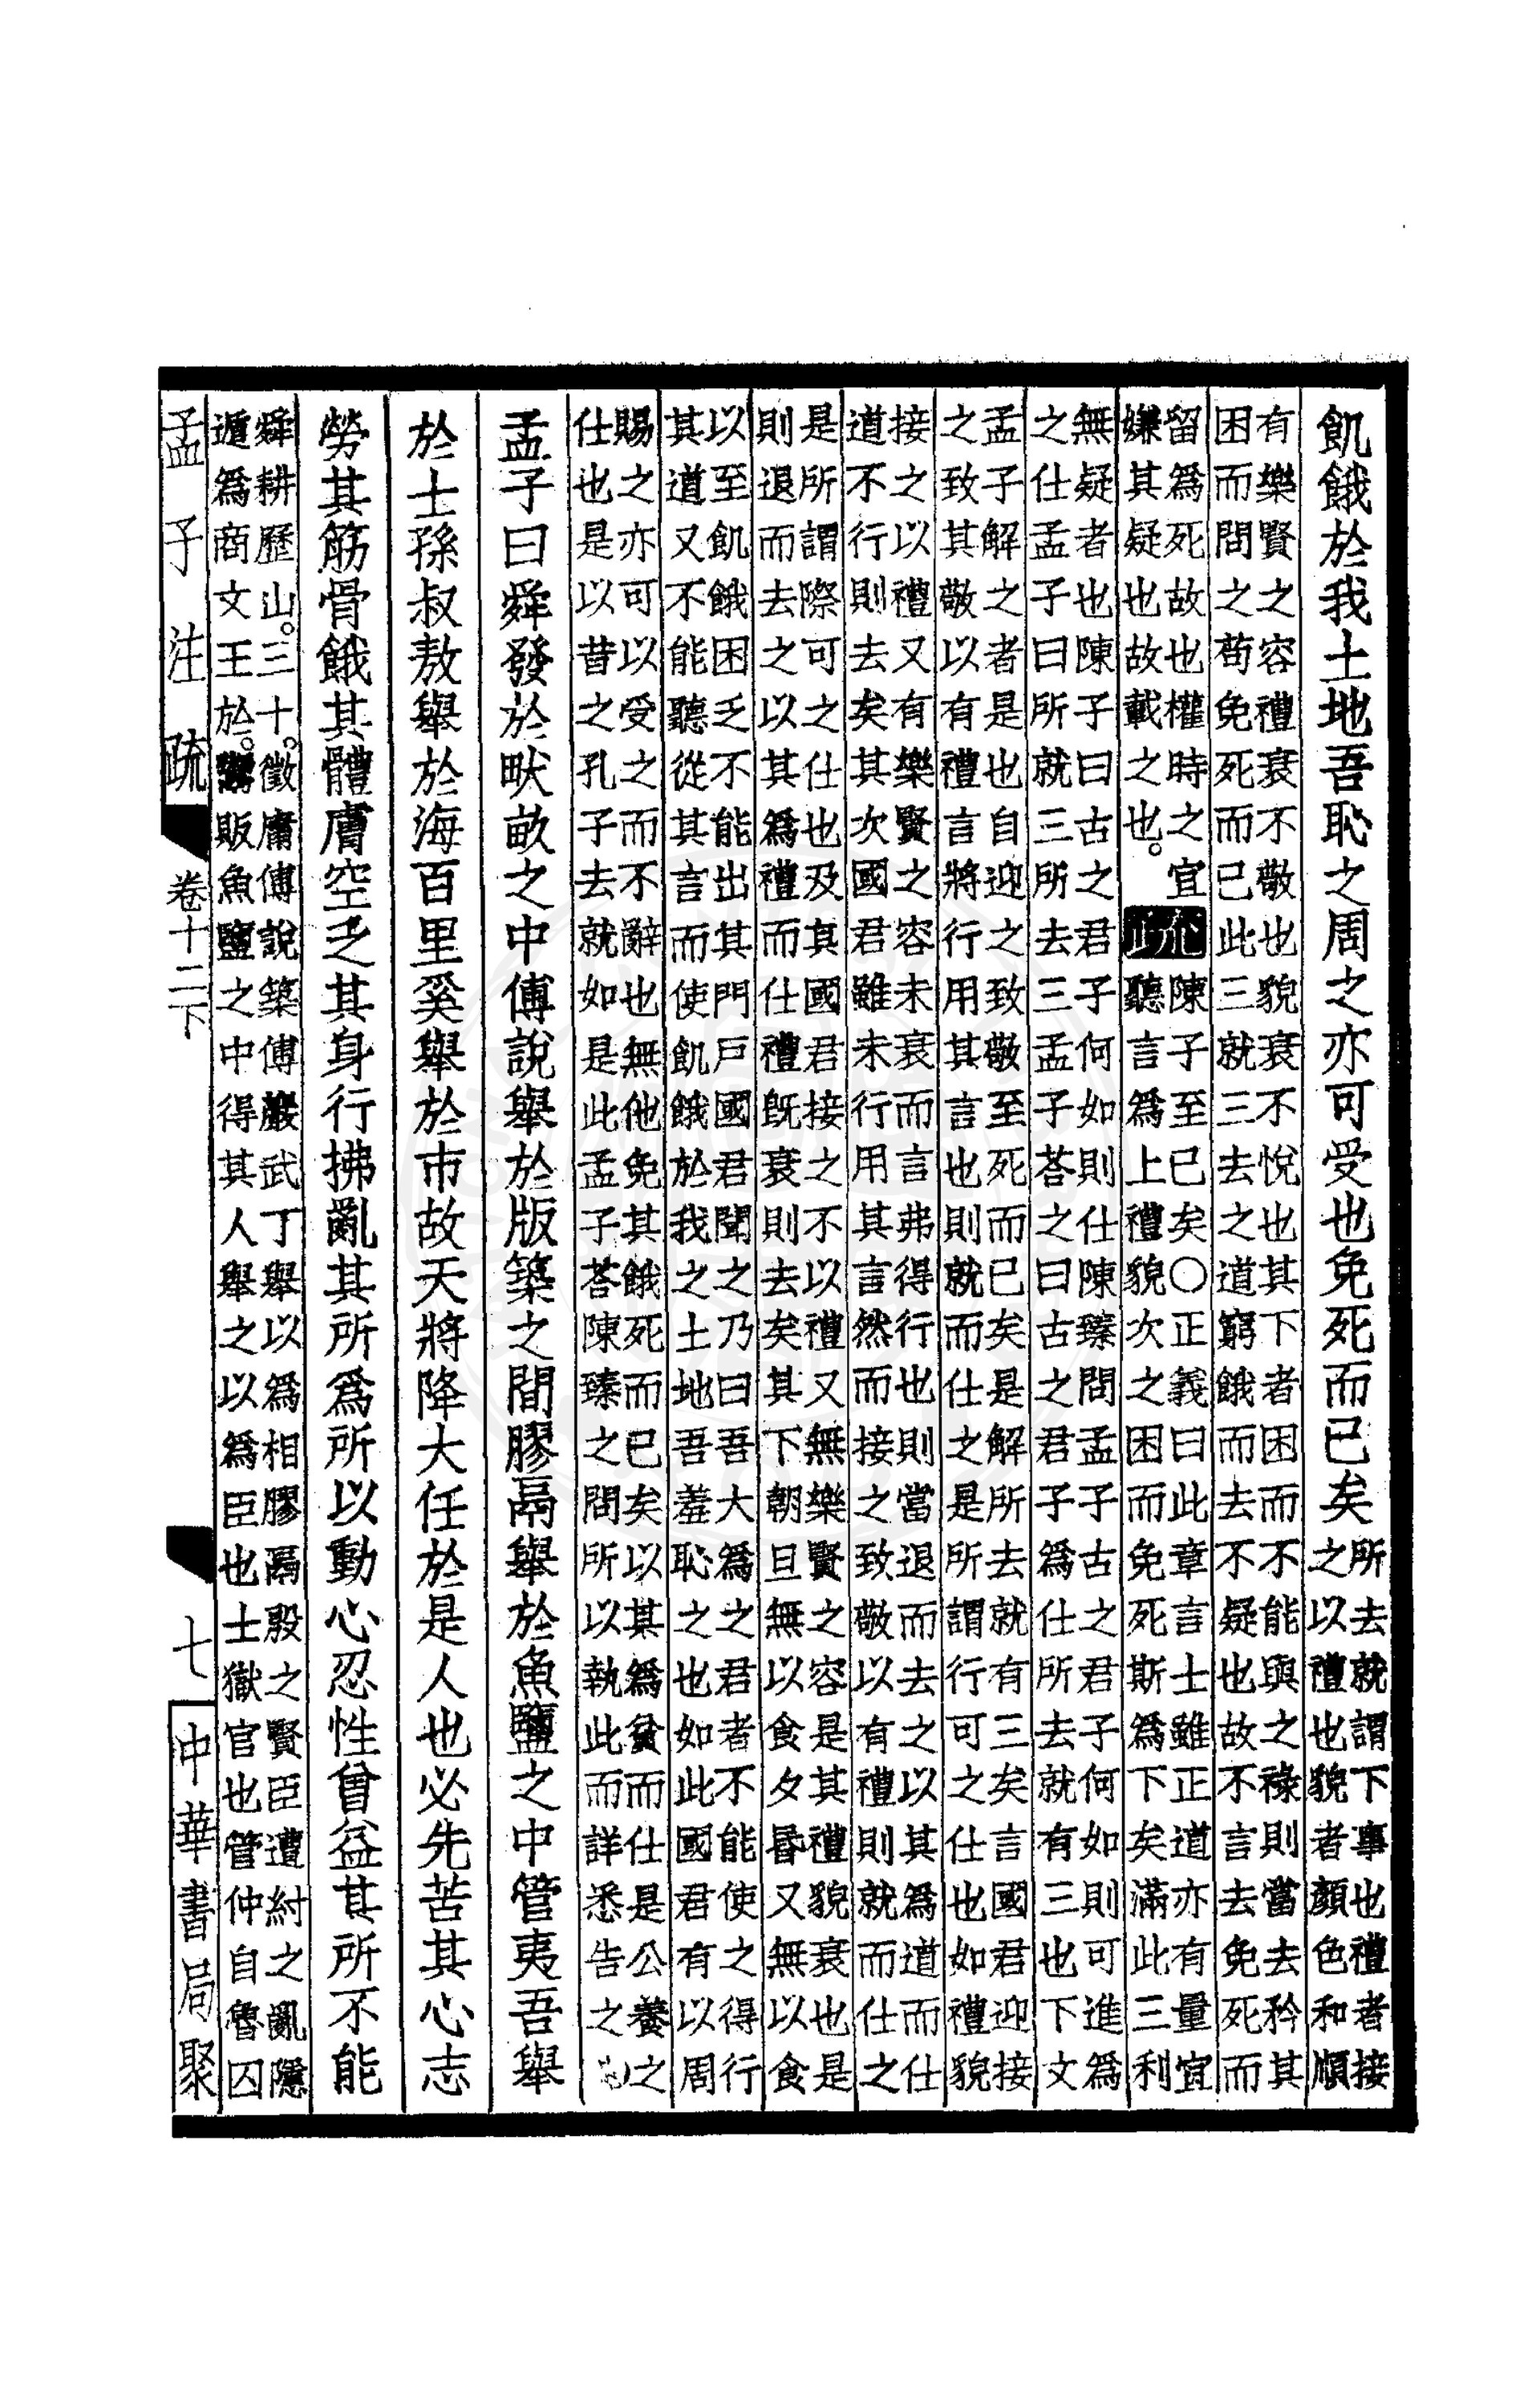 飢餓於我土地吾恥之周之亦可受也免死而已矣
所去就謂下事也禮者接
之以禮也貌者顏色和順
有樂賢之容禮衰不敬也貌衰不悅也其下者困而不能與之祿則當去矜其
困而問之苟免死而已此三就三去之道窮餓而去不疑也故不言去免死而
留爲死故也權時之宜
嫌其疑也故載之也。
疏
陳子至已矣○正義曰此章言士雖正道亦有量宜
聽言爲上禮貌次之困而免死斯爲下矣滿此三利
無疑者也陳子曰古之君子何如則仕陳臻問孟子古之君子何如則可進爲
之仕孟子曰所就三所去三孟子荅之曰古之君子爲仕所去就有三也下文
孟子解之者是也自迎之致敬至死而已矣是解所去就有三矣言國君迎接
之致其敬以有禮言將行用其言也則就而仕之是所謂行可之仕也如禮貌
接之以禮又有樂賢之容未衰而言弗得行也則當退而去之以其爲道而仕
道不行則去矣其次國君雖未行用其言然而接之致敬以有禮則就而仕之
是所謂際可之仕也及其國君接之不以禮又無樂賢之容是其禮貌衰也是
則退而去之以其爲禮而仕禮旣衰則去矣其下朝旦無以食夕昬又無以食
以至飢餓困乏不能出其門戶國君聞之乃曰吾大爲之君者不能使之得行
其道又不能聽從其言而使飢餓於我之土地吾羞恥之也如此國君有以周
賜之亦可以受之而不辭也無他免其餓死而已矣以其爲貧而仕是公養之
仕也是以昔之孔子去就如是此孟子荅陳臻之問所以執此而詳悉告之
孟子曰舜發於畎畝之中傅說舉於版築之間膠鬲舉於魚鹽之中管夷吾舉
於士孫叔敖舉於海百里奚舉於市故天將降大任於是人也必先苦其心志
勞其筋骨餓其體膚空乏其身行拂亂其所爲所以動心忍性曾益其所不能
舜耕歷山。三十。徵庸傅說築傅巖武丁舉以爲相膠鬲殷之賢臣遭紂之亂隱
遁爲商文王於。鬻販魚鹽之中得其人舉之以爲臣也士獄官也管仲自魯囚
孟子注疏
卷十二下
七
中華書局聚